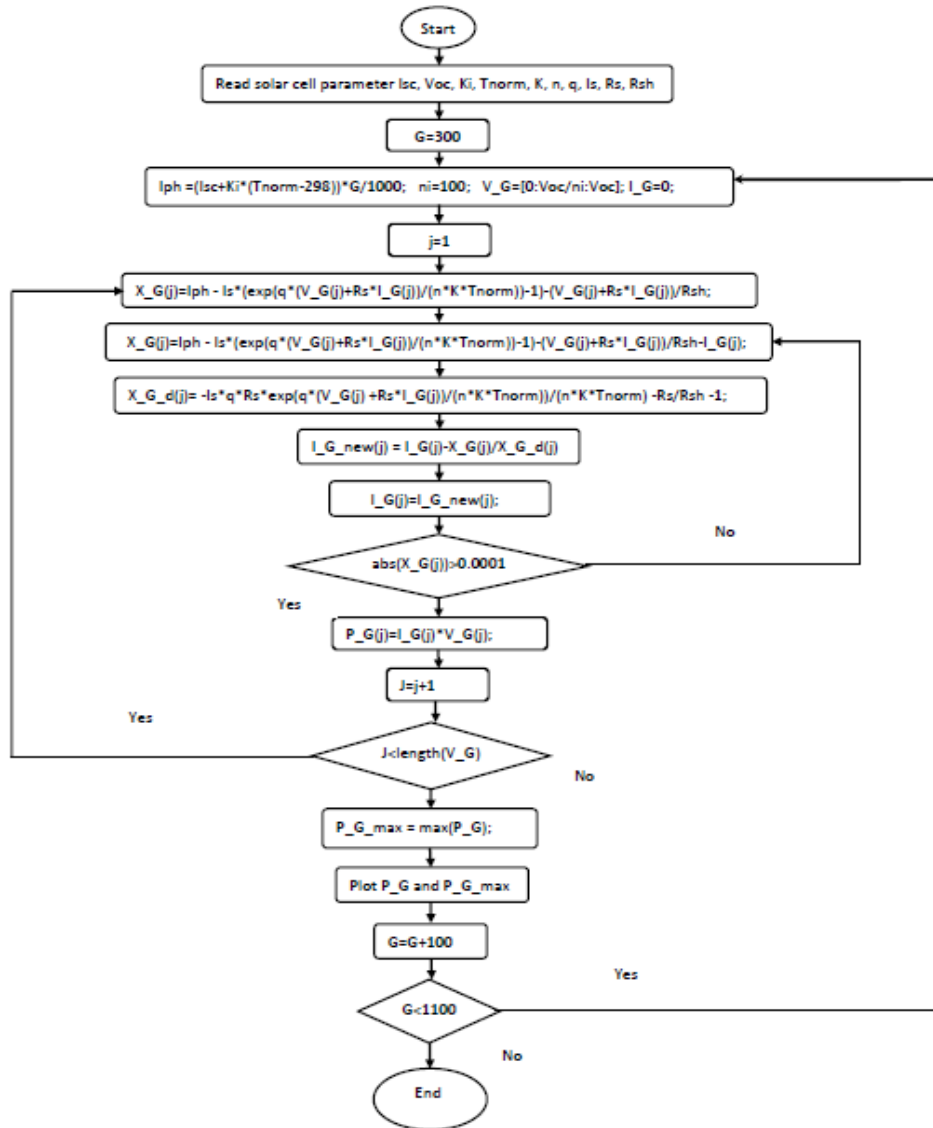 Start
Read solar cell parameter Isc, Voc, Ki, Tnorm, K, n, q, Is, Rs, Rsh
G=300
Iph =(Isc+Ki*(Tnorm-298))*G/1000; ni=100; V_G=[0:Voc/ni:Voc]; I_G=0;
j=1
X_G(j)=Iph - Is*(exp(q*(V_G(j)+Rs*I_G(j))/(n*K*Tnorm))-1)-(V_G(j)+Rs*I_G(j))/Rsh;
X_G(j)=Iph - Is*(exp(q*(V_G(j)+Rs*I_G(j))/(n*K*Tnorm))-1)-(V_G(j)+Rs*I_G(j))/Rsh-I_G(j);
X_G_d(j)= -Is*q*Rs*exp(q*(V_G(j) +Rs*I_G(j))/(n*K*Tnorm))/(n*K*Tnorm) -Rs/Rsh -1;
I_G_new(j) = I_G(j)-X_G(j)/X_G_d(j)
I_G(j)=I_G_new(j);
No
abs(X_G(j))>0.0001
Yes
P_G(j)=I_G(j)*V_G(j);
J=j+1
Yes
J<length(V_G)
No
P_G_max = max(P_G);
Plot P_G and P_G_max
G=G+100
Yes
G<1100
No
End